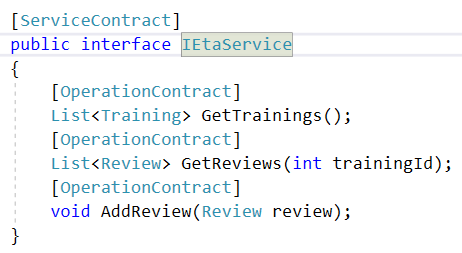 [ServiceContract]
public interface IEtaService
{
[OperationContract]
List<Training> GetTrainings();
[OperationContract]
List<Review> GetReviews(int trainingId);
[OperationContract]
void AddReview(Review review);
}